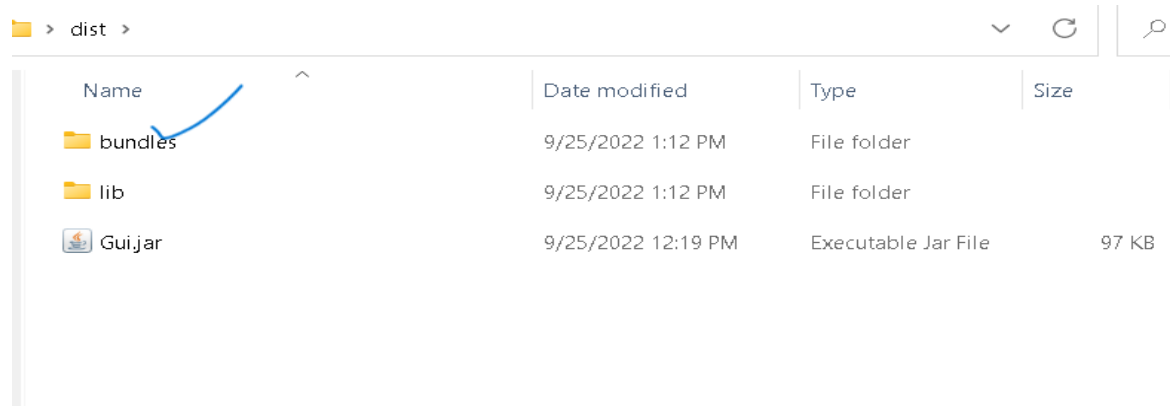 dist
Name Date modified Type Size
bundles 9/25/2022 1:12 PM File folder
lib 9/25/2022 1:12 PM File folder
Gui.jar 9/25/2022 12:19 PM Executable Jar File 97 KB